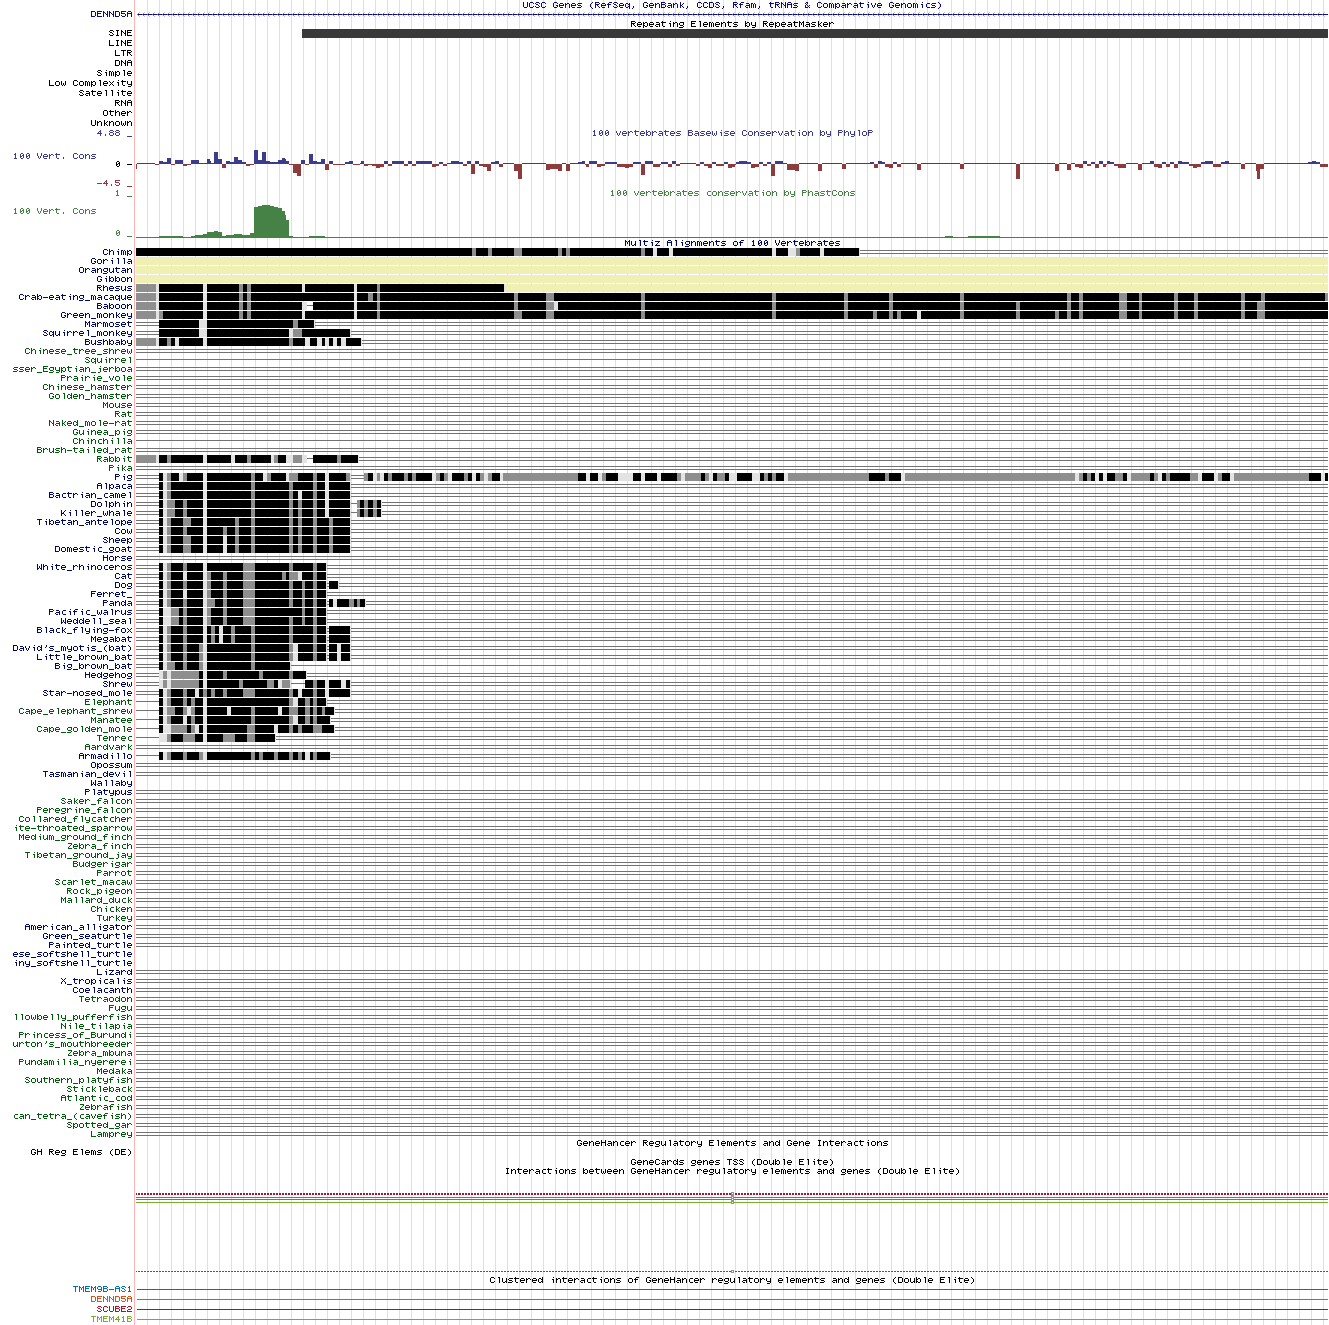 UCSC Genes (RefSeq, GenBank, CCDS, Rfam, tRNAs & Comparative Genomics)
DENND5A
Repeating Elements by RepeatMasker
SINE
LINE
LTR
DNA
Simple
Low Complexity
Satellite
RNA
Other
Unknown
4.88 _
100 vertebrates Basewise Conservation by PhyloP
100 Vert. Cons
0 _
-4.5 _
100 vertebrates conservation by PhastCons
1 _
100 Vert. Cons
0 _
Multiz Alignments of 100 Vertebrates
Chimp
Gorilla
Orangutan
Gibbon
Rhesus
Crab-eating_macaque
Baboon
Green_monkey
Marmoset
Squirrel_monkey
Bushbaby
Chinese_tree_shrew
Squirrel
sser_Egyptian_jerboa
Prairie_vole
Chinese_hamster
Golden_hamster
Mouse
Rat
Naked_mole-rat
Guinea_pig
Chinchilla
Brush-tailed_rat
Rabbit
Pika
Pig
Alpaca
Bactrian_camel
Dolphin
Killer_whale
Tibetan_antelope
Cow
Sheep
Domestic_goat
Horse
White_rhinoceros
Cat
Dog
Ferret_
Panda
Pacific_walrus
Weddell_seal
Black_flying-fox
Megabat
David's_myotis_(bat)
Little_brown_bat
Big_brown_bat
Hedgehog
Shrew
Star-nosed_mole
Elephant
Cape_elephant_shrew
Manatee
Cape_golden_mole
Tenrec
Aardvark
Armadillo
Opossum
Tasmanian_devil
Wallaby
Platypus
Saker_falcon
Peregrine_falcon
Collared_flycatcher
ite-throated_sparrow
Medium_ground_finch
Zebra_finch
Tibetan_ground_jay
Budgerigar
Parrot
Scarlet_macaw
Rock_pigeon
Mallard_duck
Chicken
Turkey
American_alligator
Green_seaturtle
Painted_turtle
ese_softshell_turtle
iny_softshell_turtle
Lizard
X_tropicalis
Coelacanth
Tetraodon
Fugu
llowbelly_pufferfish
Nile_tilapia
Princess_of_Burundi
urton's_mouthbreeder
Zebra_mbuna
Pundamilia_nyererei
Medaka
Southern_platyfish
Stickleback
Atlantic_cod
Zebrafish
can_tetra_(cavefish)
Spotted_gar
Lamprey
GeneHancer Regulatory Elements and Gene Interactions
GH Reg Elems (DE)
GeneCards genes TSS (Double Elite)
Interactions between GeneHancer regulatory elements and genes (Double Elite)
Clustered interactions of GeneHancer regulatory elements and genes (Double Elite)
TMEM9B-AS1
DENND5A
SCUBE2
TMEM41B